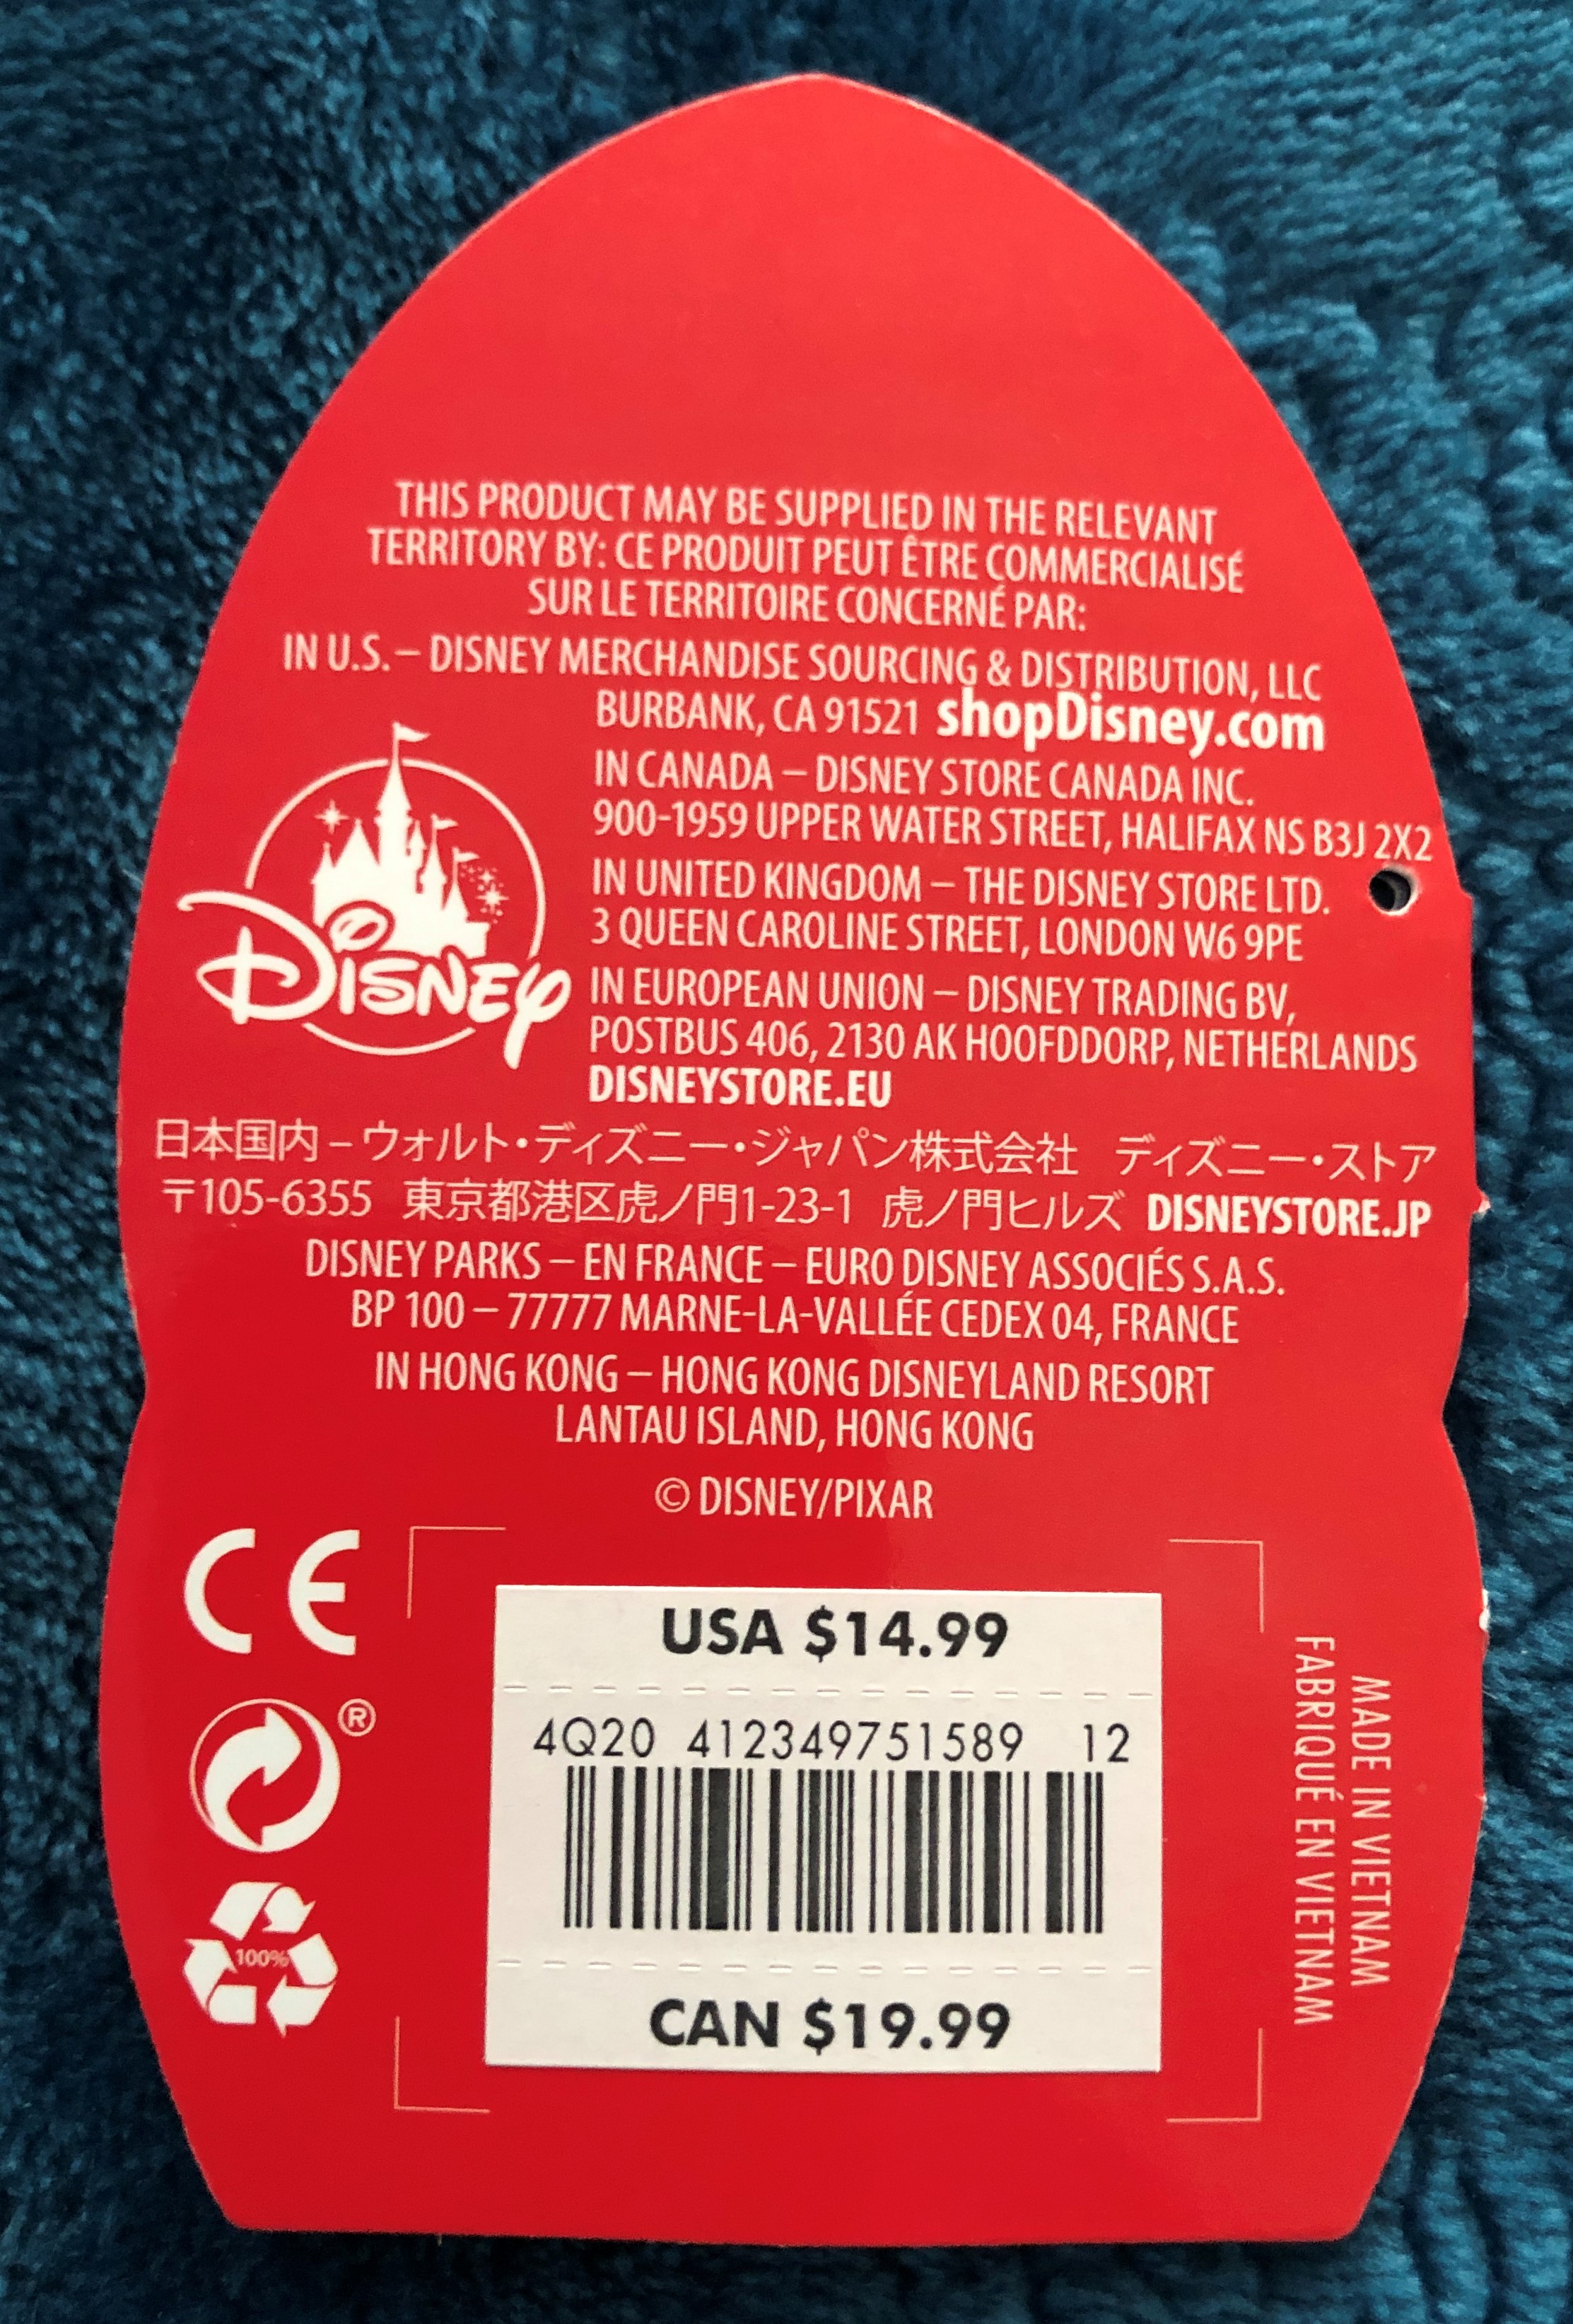 THIS PRODUCT MAY BE SUPPLIED IN THE RELEVANT
TERRITORY BY: CE PRODUIT PEUT ÊTRE COMMERCIALISÉ
SUR LE TERRITOIRE CONCERNÉ PAR:
IN U.S. – DISNEY MERCHANDISE SOURCING & DISTRIBUTION, LLC
BURBANK, CA 91521 shopDisney.com
IN CANADA – DISNEY STORE CANADA INC.
900-1959 UPPER WATER STREET, HALIFAX NS B3J 2X2
IN UNITED KINGDOM – THE DISNEY STORE LTD.
3 QUEEN CAROLINE STREET, LONDON W6 9PE
DISNEY
IN EUROPEAN UNION – DISNEY TRADING BV,
POSTBUS 406, 2130 AK HOOFDDORP, NETHERLANDS
DISNEYSTORE.EU
日本国内 – ウォルト・ディズニー・ジャパン株式会社 ディズニー・ストア
〒105-6355 東京都港区虎ノ門1-23-1 虎ノ門ヒルズ DISNEYSTORE.JP
DISNEY PARKS – EN FRANCE – EURO DISNEY ASSOCIÉS S.A.S.
BP 100 – 77777 MARNE-LA-VALLÉE CEDEX 04, FRANCE
IN HONG KONG – HONG KONG DISNEYLAND RESORT
LANTAU ISLAND, HONG KONG
© DISNEY/PIXAR
CE
®
100%
USA $14.99
4Q20 412349751589 12
CAN $19.99
MADE IN VIETNAM
FABRIQUÉ EN VIETNAM